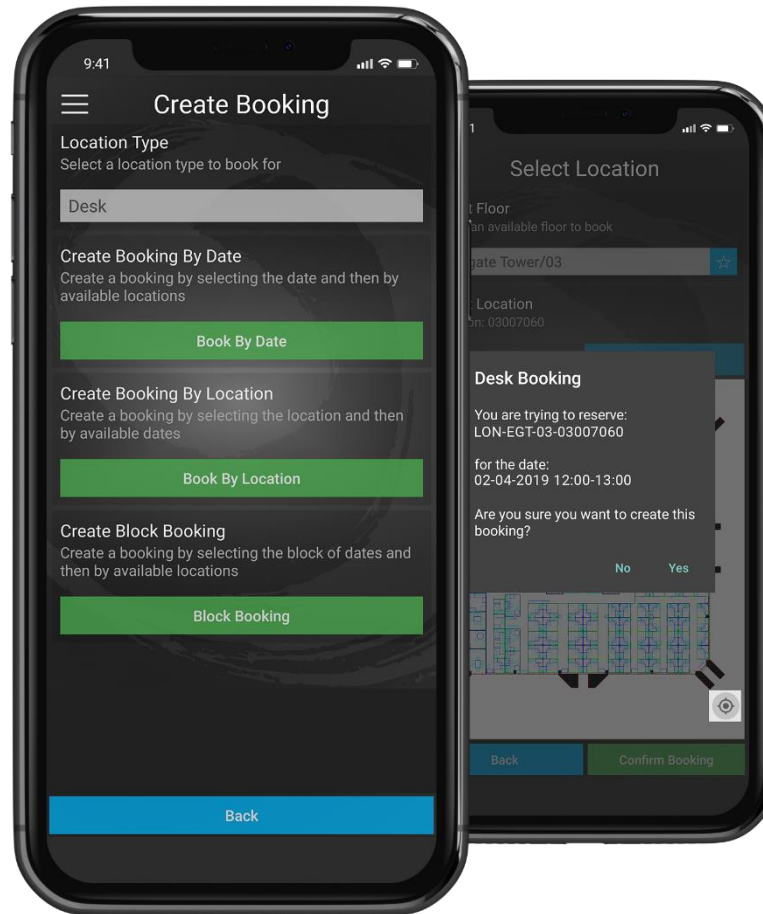 9:41
Create Booking
Location Type
Select a location type to book for
Desk
Create Booking By Date
Create a booking by selecting the date and then by
available locations
Book By Date
Create Booking By Location
Create a booking by selecting the location and then
by available dates
Book By Location
Create Block Booking
Create a booking by selecting the block of dates and
then by available locations
Block Booking
Back
1
Select Location
t Floor
an available floor to book
gate Tower/03
Location
on: 03007060
Desk Booking
You are trying to reserve:
LON-EGT-03-03007060
for the date:
02-04-2019 12:00-13:00
Are you sure you want to create this
booking?
No Yes
Back Confirm Booking